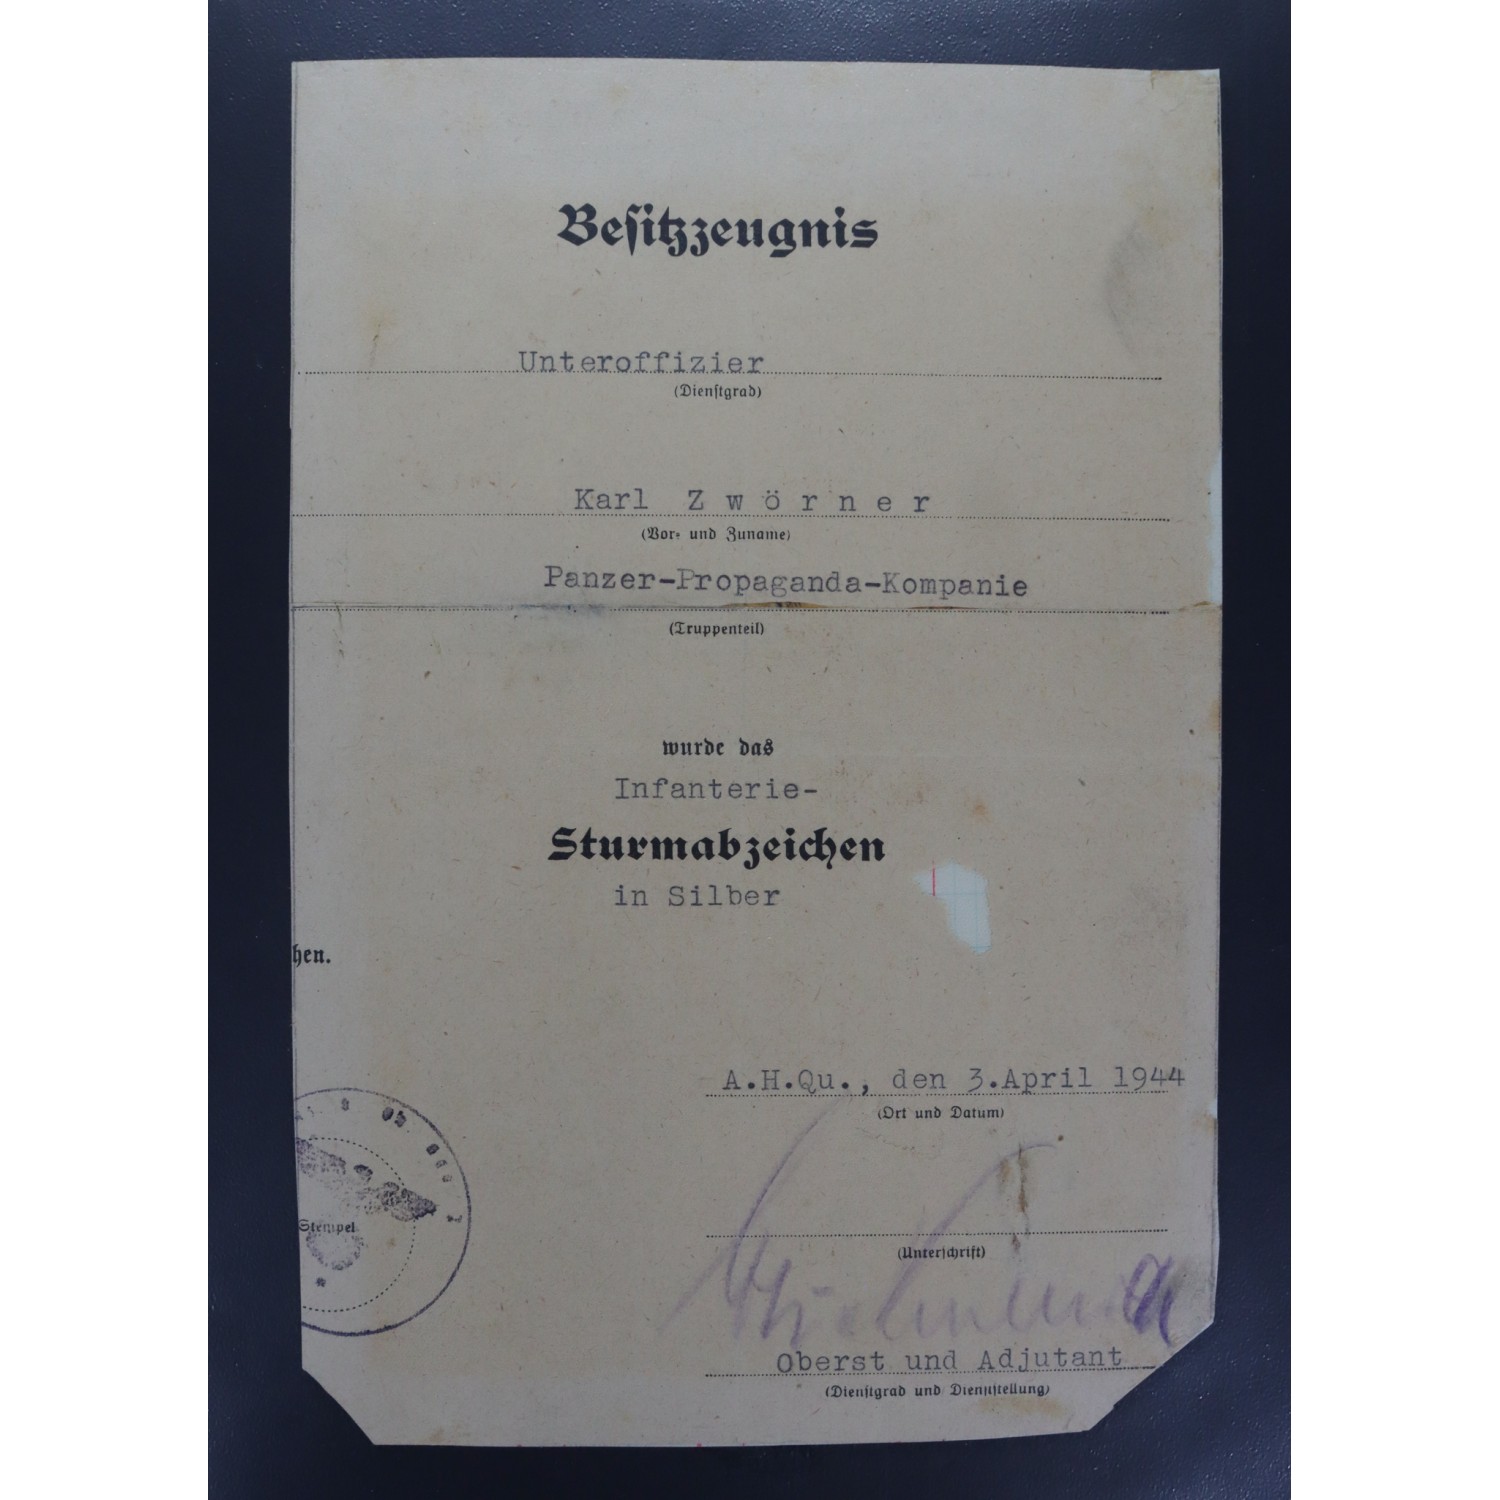 Besitzzeugnis
Unteroffizier
(Dienstgrad)
Karl Zwörner
(Vor- und Zuname)
Panzer-Propaganda-Kompanie
(Truppenteil)
wurde das
Infanterie-
Sturmabzeichen
in Silber
hen.
A.H.Qu., den 3.April 1944
(Ort und Datum)
Stempel
(Unterschrift)
Oberst und Adjutant
(Dienstgrad und Dienststellung)